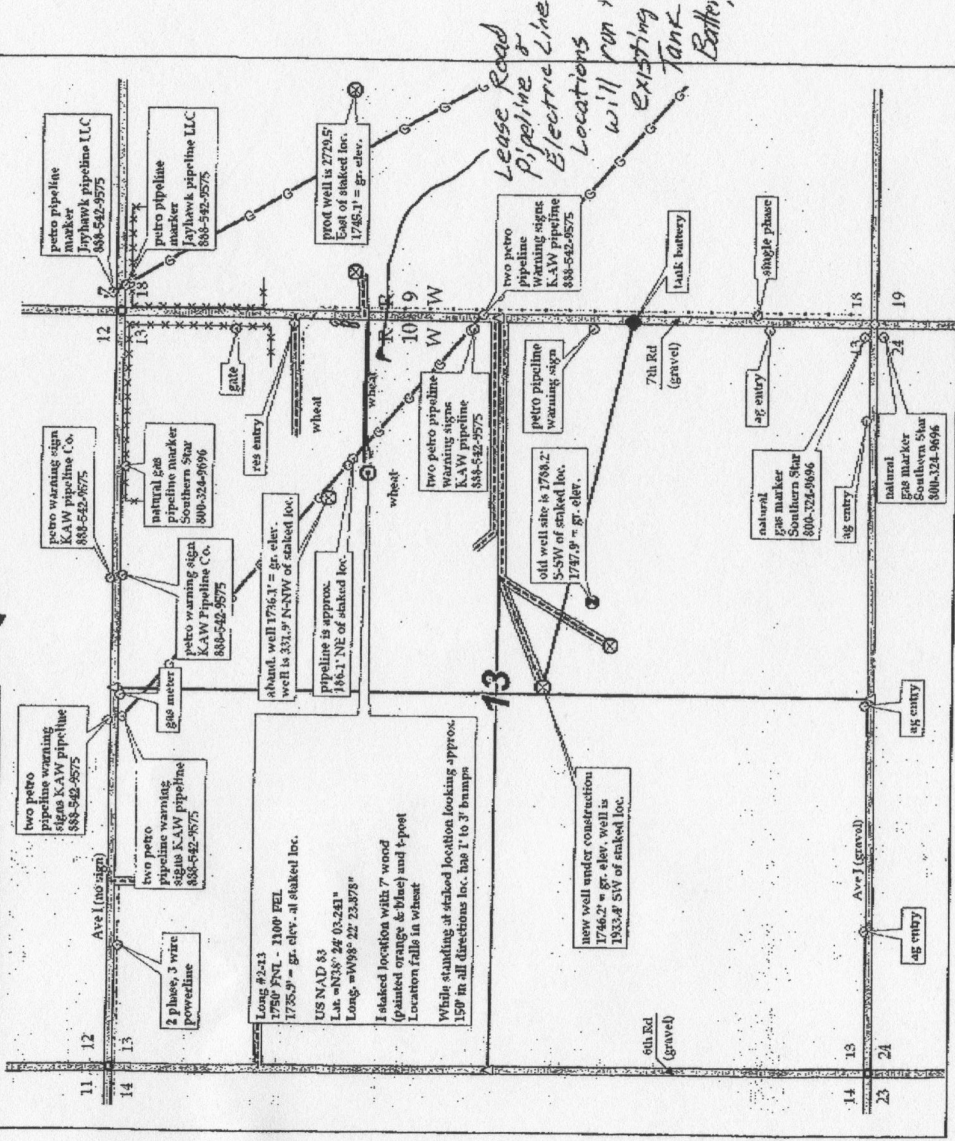 Lease Road
Pipeline &
Electric Line
Locations
will run
existing
Tank
petro pipeline
marker
Jayhawk pipeline LLC
888-542-9575
petro pipeline
marker
Jayhawk pipeline LLC
888-542-9575
prod well is 2729.5'
East of staked loc.
= gr. elev.
7
18
12
13
gate
res entry
wheat
wheat
wheat
R R
10 9
W W
two petro
pipeline
warning signs
KAW pipeline
888-542-9575
tank battery
single phase
18
19
petro warning sign
KAW pipeline Co.
888-542-9575
natural gas
pipeline marker
Southern Star
800-324-9696
petro warning sign
KAW Pipeline Co.
888-542-9575
aband. well 1736.1' = gr. elev.
well is 331.9' N-NW of staked loc.
pipeline is approx.
186.1' NE of staked loc.
two petro pipeline
warning signs
KAW pipeline
888-542-9575
petro pipeline
warning sign
7th Rd
(gravel)
ag entry
13
24
old well site is 1788.2'
S-SW of staked loc.
1747.9' = gr. elev.
natural
gas marker
Southern Star
800-324-9696
ag entry
natural
gas marker
Southern Star
800-324-9696
two petro
pipeline warning
signs KAW pipeline
888-542-9575
gas meter
two petro
pipeline warning
signs KAW pipeline
888-542-9575
Ave I (no sign)
2 phase, 3 wire
powerline
13
Long #2-13
1750' FNL - 1100' FEL
1735.9' = gr. elev. at staked loc.
US NAD 83
Lat. =N38° 24' 03.241"
Long. =W98° 22' 23.878"
I staked location with 7' wood
(painted orange & blue) and t-post
Location falls in wheat
While standing at staked location looking approx.
150' in all directions loc. has 1' to 3' bumps
new well under construction
1746.2' = gr. elev. well is
1933.4' SW of staked loc.
ag entry
Ave J (gravel)
ag entry
11
12
14
13
6th Rd
(gravel)
14
13
23
24